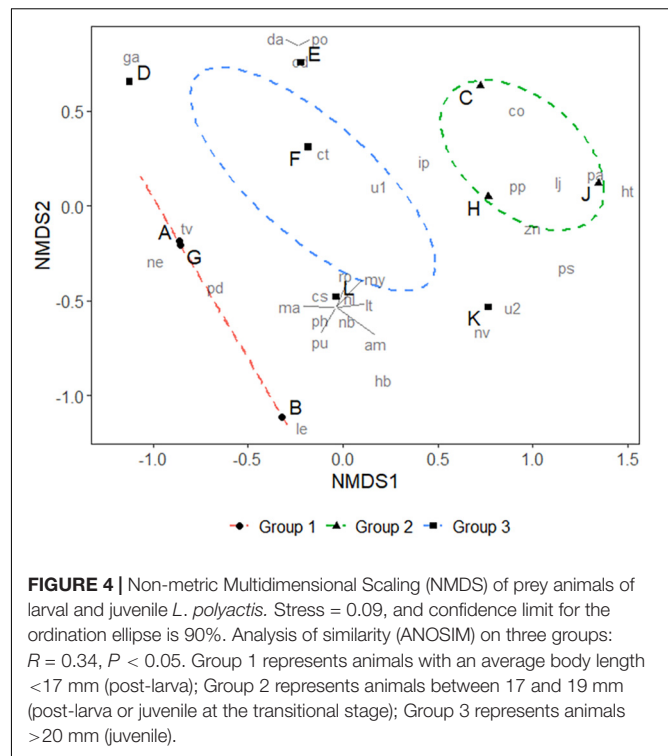 da po
ga
D
E
0.5
C
co
F
ct
ip
u1
pp
lj
pa
J
ht
0.0
H
zn
A
tv
G
ne
ps
pd
NMDS2
-0.5
rp
mv
cs
L
nl
ma
lt
ph
nb
pu
am
u2
K
nv
hb
-1.0
B
le
-1.0 -0.5 0.0 0.5 1.0 1.5
NMDS1
Group 1 Group 2 Group 3
FIGURE 4 | Non-metric Multidimensional Scaling (NMDS) of prey animals of
larval and juvenile L. polyactis. Stress = 0.09, and confidence limit for the
ordination ellipse is 90%. Analysis of similarity (ANOSIM) on three groups:
R = 0.34, P < 0.05. Group 1 represents animals with an average body length
<17 mm (post-larva); Group 2 represents animals between 17 and 19 mm
(post-larva or juvenile at the transitional stage); Group 3 represents animals
>20 mm (juvenile).